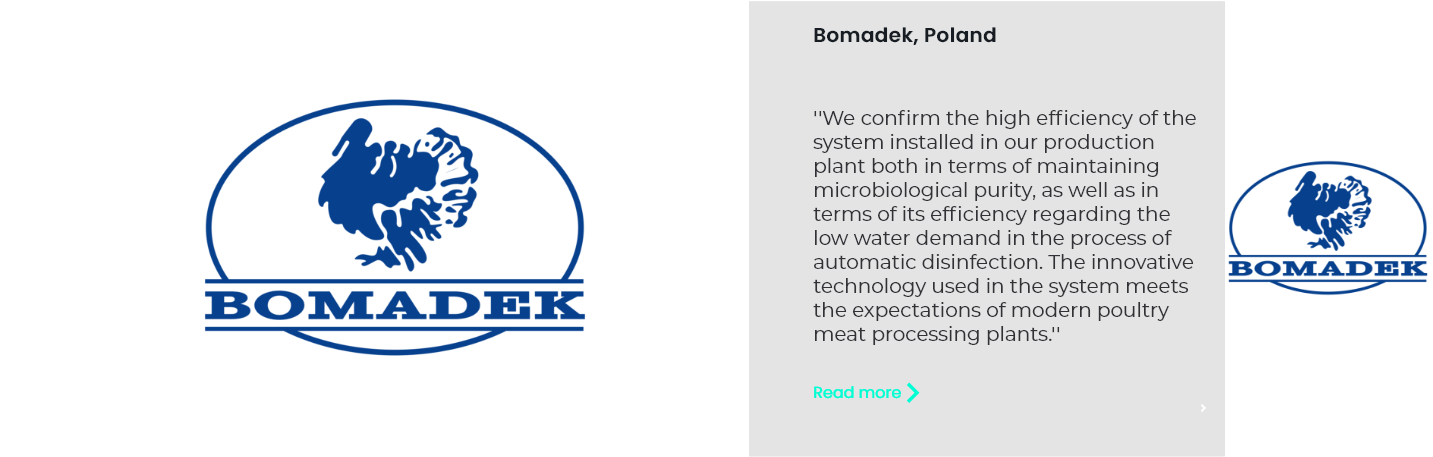 BOMADEK
Bomadek, Poland
''We confirm the high efficiency of the
system installed in our production
plant both in terms of maintaining
microbiological purity, as well as in
terms of its efficiency regarding the
low water demand in the process of
automatic disinfection. The innovative
technology used in the system meets
the expectations of modern poultry
meat processing plants.''
Read more
BOMADEK